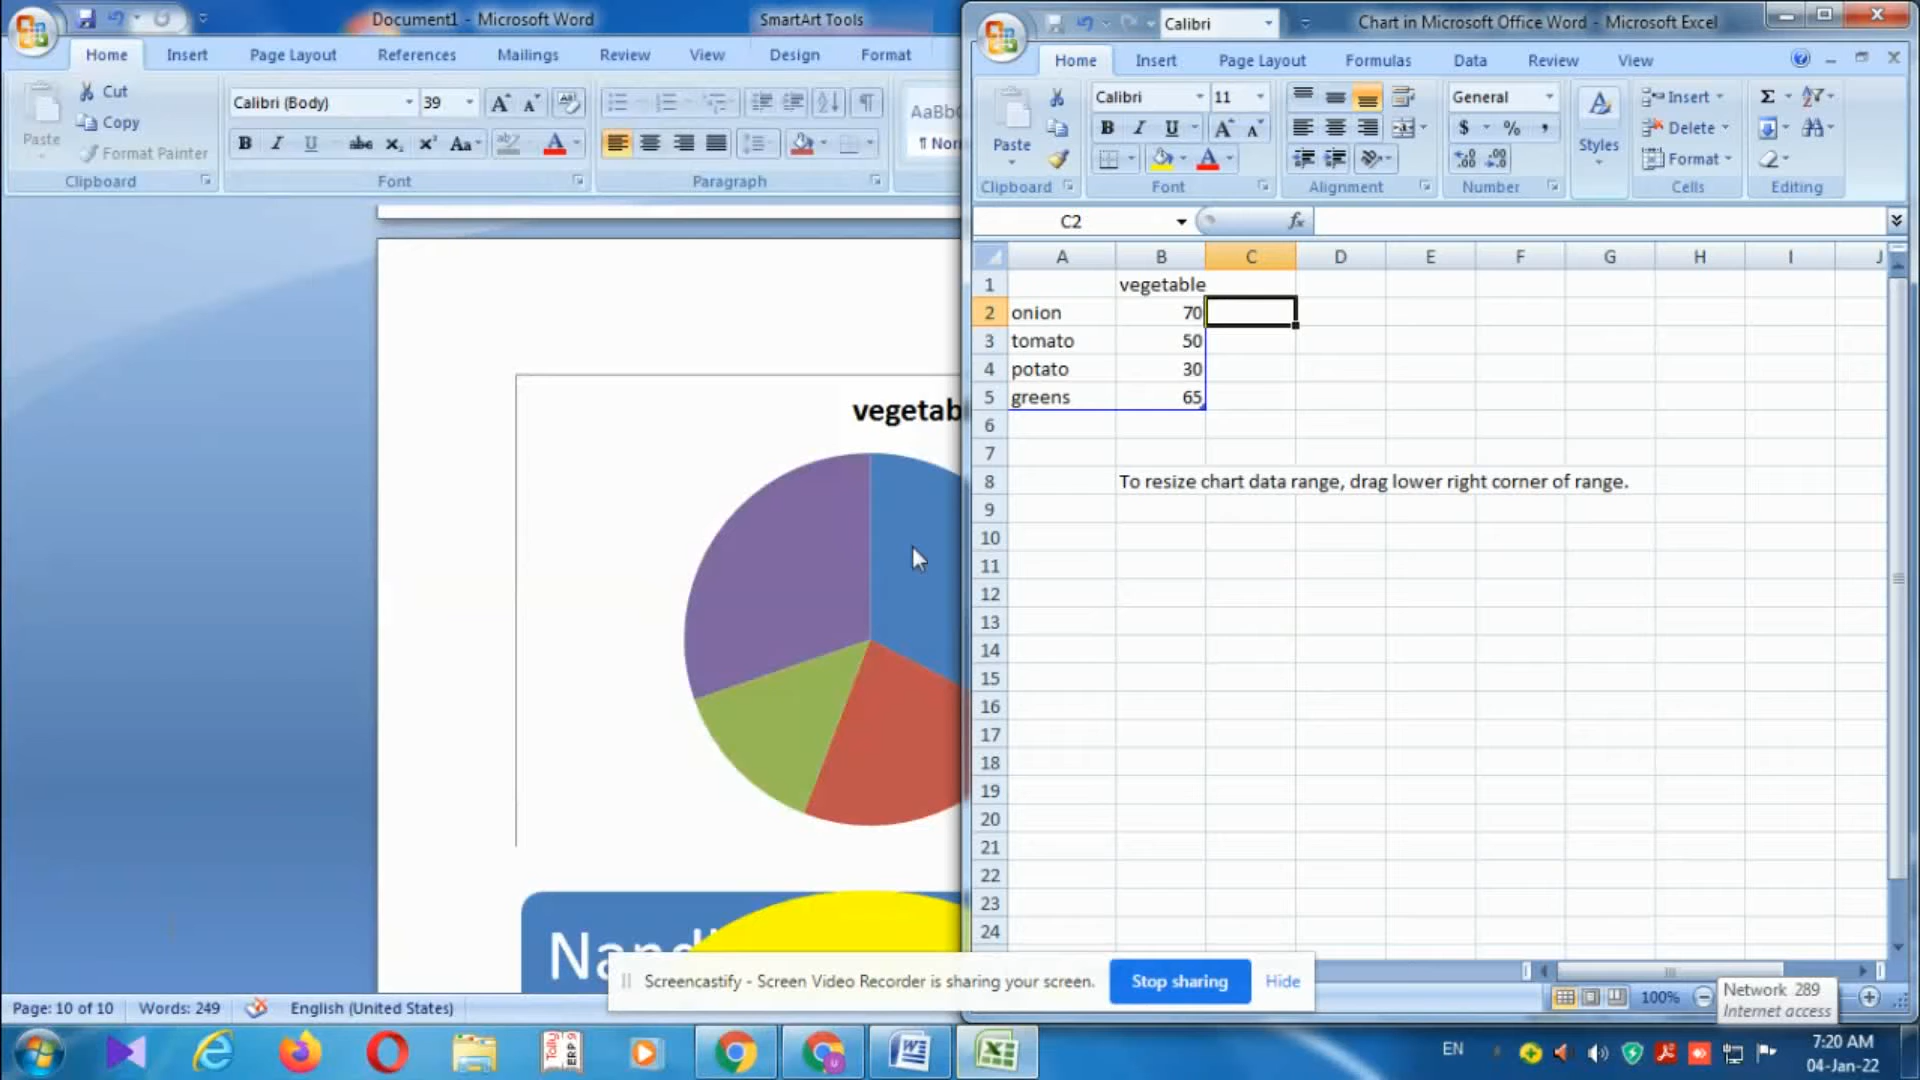 Document1 - Microsoft Word
SmartArt Tools
Home Insert Page Layout References Mailings Review View Design Format
Paste
Cut
Copy
Format Painter
Clipboard
Calibri (Body) 39
Font
Paragraph
AaBbC
¶ Nor
Calibri
Chart in Microsoft Office Word - Microsoft Excel
Home Insert Page Layout Formulas Data Review View
Paste
Clipboard
Calibri 11
Font
Alignment
General
Number
Styles
Insert
Delete
Format
Cells
Editing
C2
A B C D E F G H I J
1 vegetable
2 onion 70
3 tomato 50
4 potato 30
5 greens 65
6
7
8 To resize chart data range, drag lower right corner of range.
9
10
11
12
13
14
15
16
17
18
19
20
21
22
23
24
vegetab
Screencastify - Screen Video Recorder is sharing your screen.
Stop sharing
Hide
100%
Network 289
Internet access
Page: 10 of 10 Words: 249 English (United States)
Tally ERP 9
EN
7:20 AM
04-Jan-22